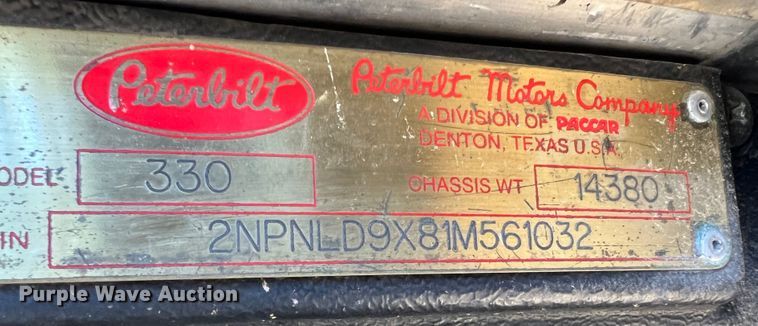 Peterbilt
Peterbilt Motors Company
A DIVISION OF PACCAR
DENTON, TEXAS U.S.A.
ODEL 330
CHASSIS WT 14380
IN 2NPNLD9X81M561032
Purple Wave Auction